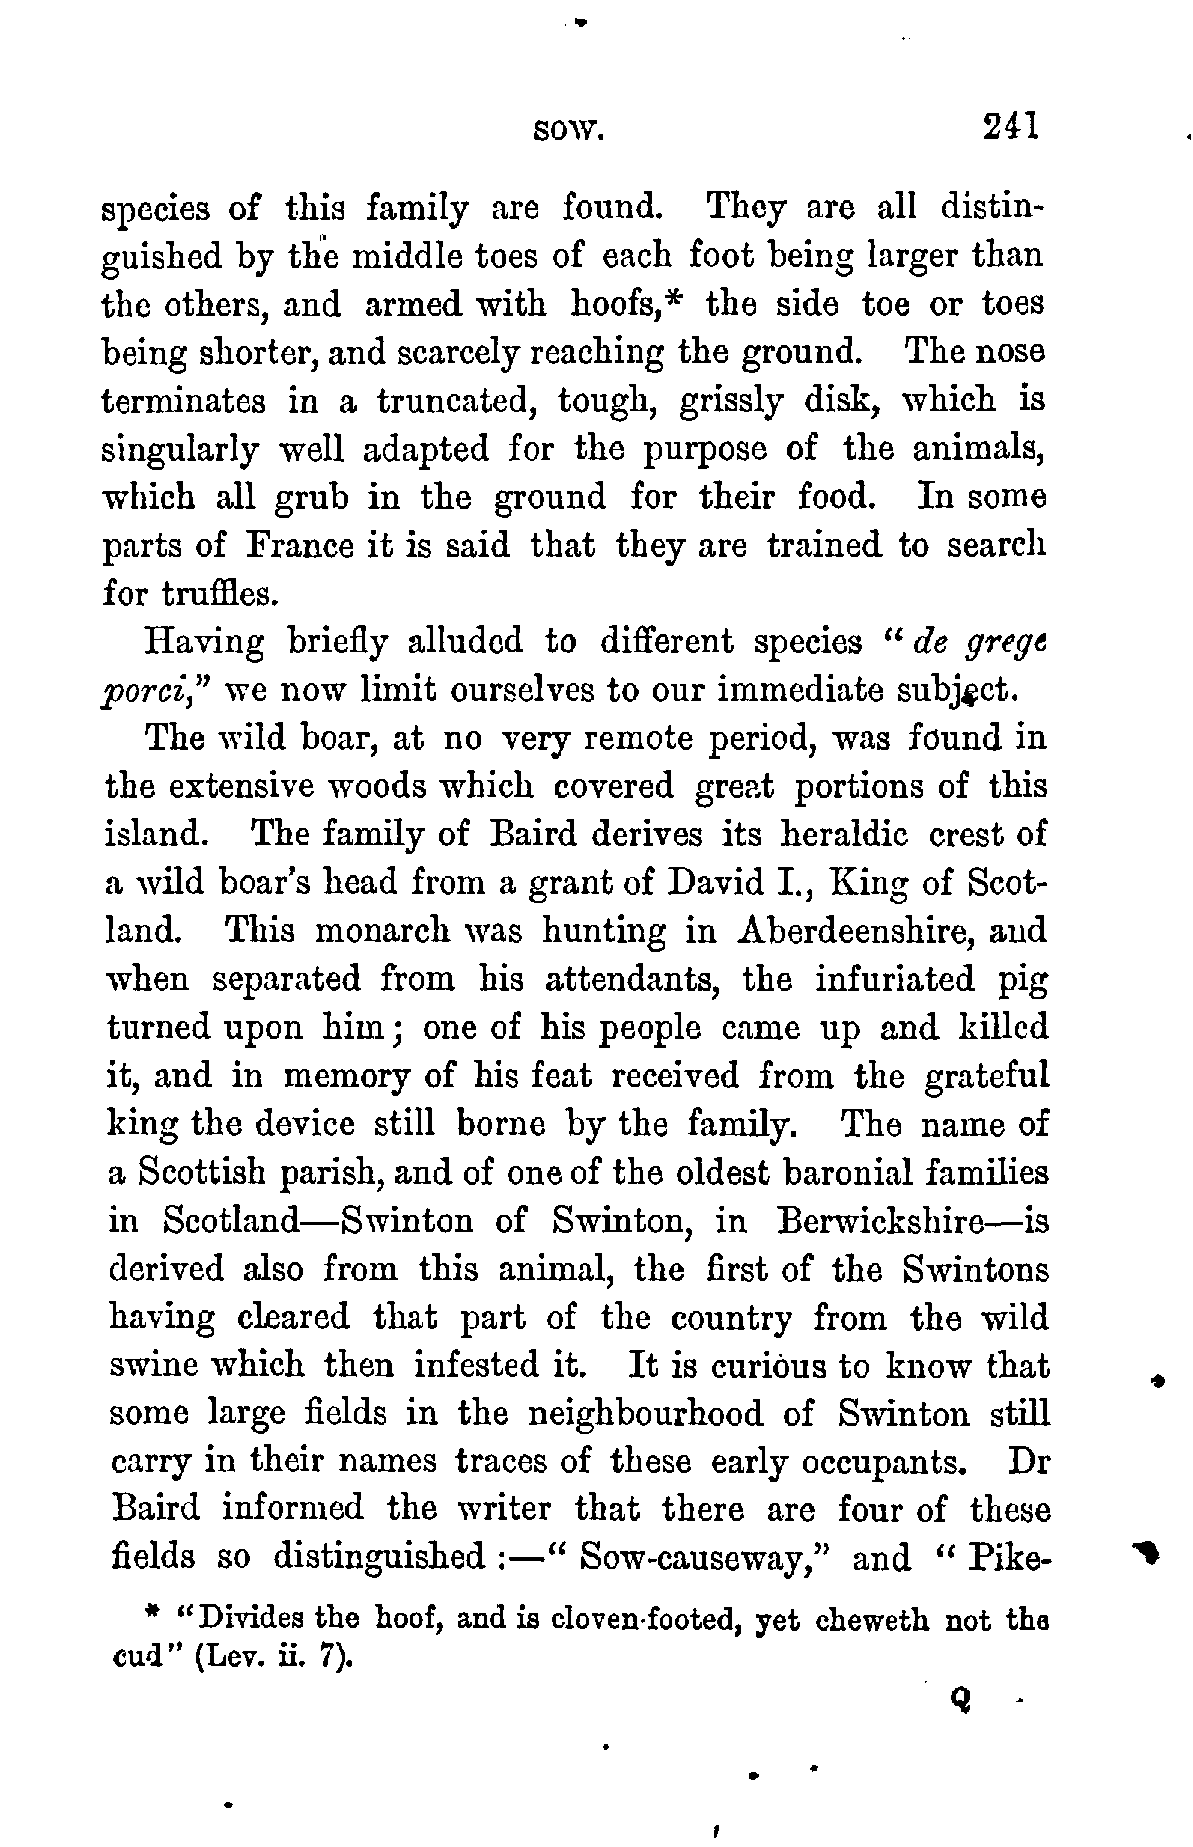 SOW. 241
species of this family are found. They are all distin-
guished by the middle toes of each foot being larger than
the others, and armed with hoofs,* the side toe or toes
being shorter, and scarcely reaching the ground. The nose
terminates in a truncated, tough, grissly disk, which is
singularly well adapted for the purpose of the animals,
which all grub in the ground for their food. In some
parts of France it is said that they are trained to search
for truffles.
Having briefly alluded to different species “ de grege
porci,” we now limit ourselves to our immediate subject.
The wild boar, at no very remote period, was found in
the extensive woods which covered great portions of this
island. The family of Baird derives its heraldic crest of
a wild boar's head from a grant of David I., King of Scot-
land. This monarch was hunting in Aberdeenshire, and
when separated from his attendants, the infuriated pig
turned upon him ; one of his people came up and killed
it, and in memory of his feat received from the grateful
king the device still borne by the family. The name of
a Scottish parish, and of one of the oldest baronial families
in Scotland—Swinton of Swinton, in Berwickshire—is
derived also from this animal, the first of the Swintons
having cleared that part of the country from the wild
swine which then infested it. It is curious to know that
some large fields in the neighbourhood of Swinton still
carry in their names traces of these early occupants. Dr
Baird informed the writer that there are four of these
fields so distinguished :—“ Sow-causeway,” and “ Pike-
* “Divides the hoof, and is cloven-footed, yet cheweth not the
cud” (Lev. ii. 7).
Q